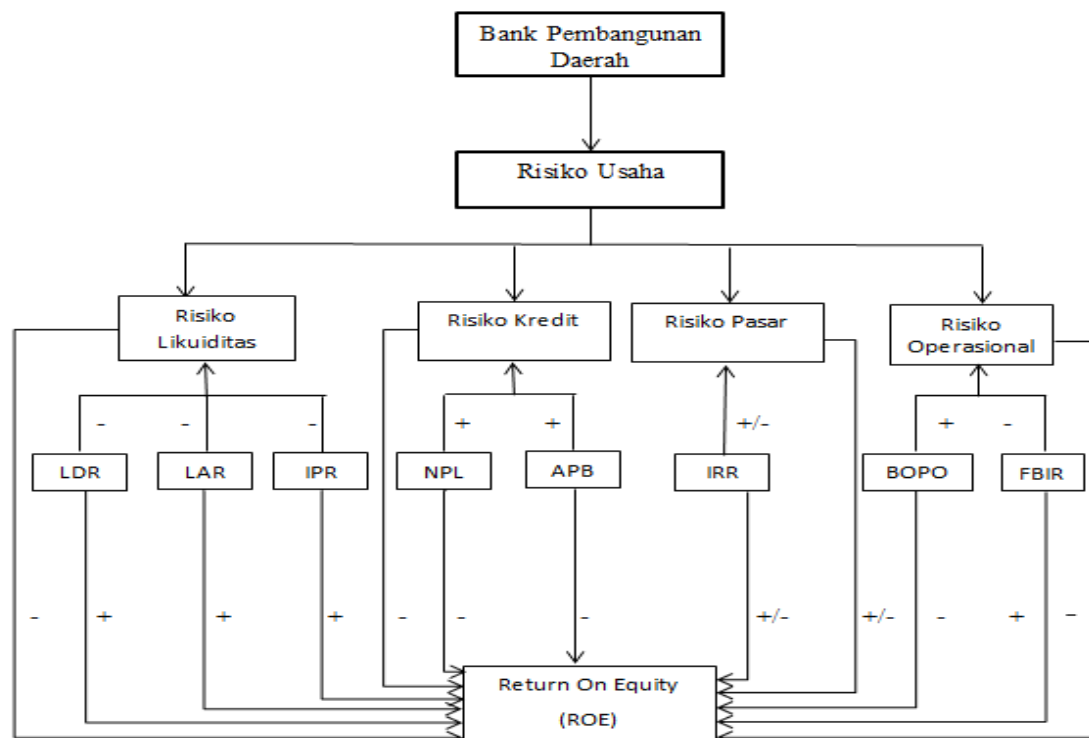 Bank Pembangunan
Daerah
Risiko Usaha
Risiko
Likuiditas
Risiko Kredit
Risiko Pasar
Risiko
Operasional
- - - + + +/- + -
LDR LAR IPR NPL APB IRR BOPO FBIR
- + + + - - - +/- +/- - + -
Return On Equity
(ROE)